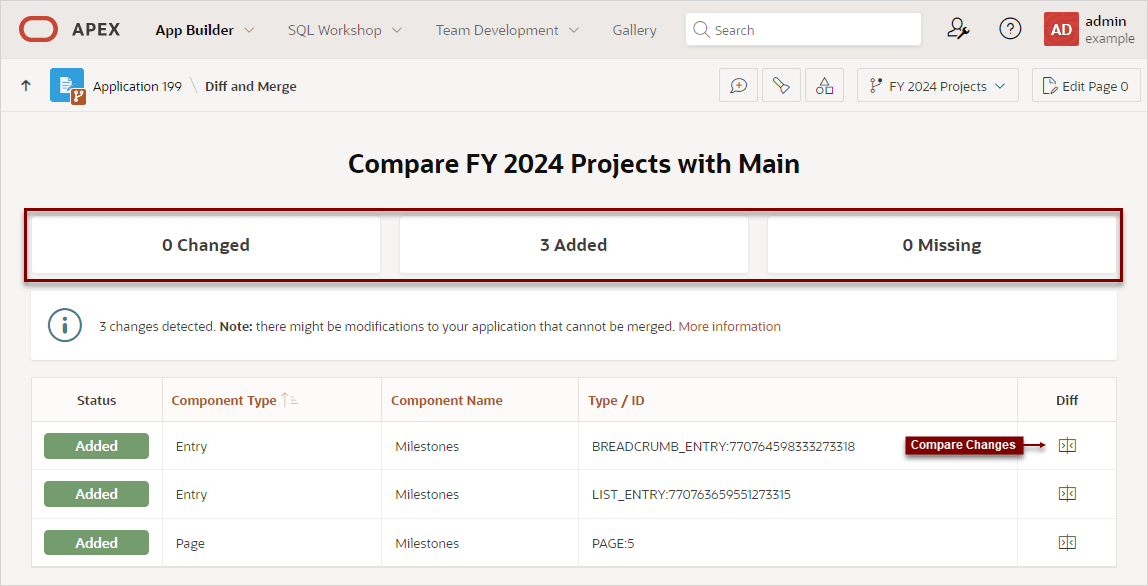 APEX App Builder SQL Workshop Team Development Gallery Search AD admin
example
Application 199 \ Diff and Merge FY 2024 Projects Edit Page 0
Compare FY 2024 Projects with Main
0 Changed 3 Added 0 Missing
3 changes detected. Note: there might be modifications to your application that cannot be merged. More information
Status Component Type Component Name Type / ID Diff
Added Entry Milestones BREADCRUMB_ENTRY:770764598333273318 Compare Changes
Added Entry Milestones LIST_ENTRY:770763659551273315
Added Page Milestones PAGE:5